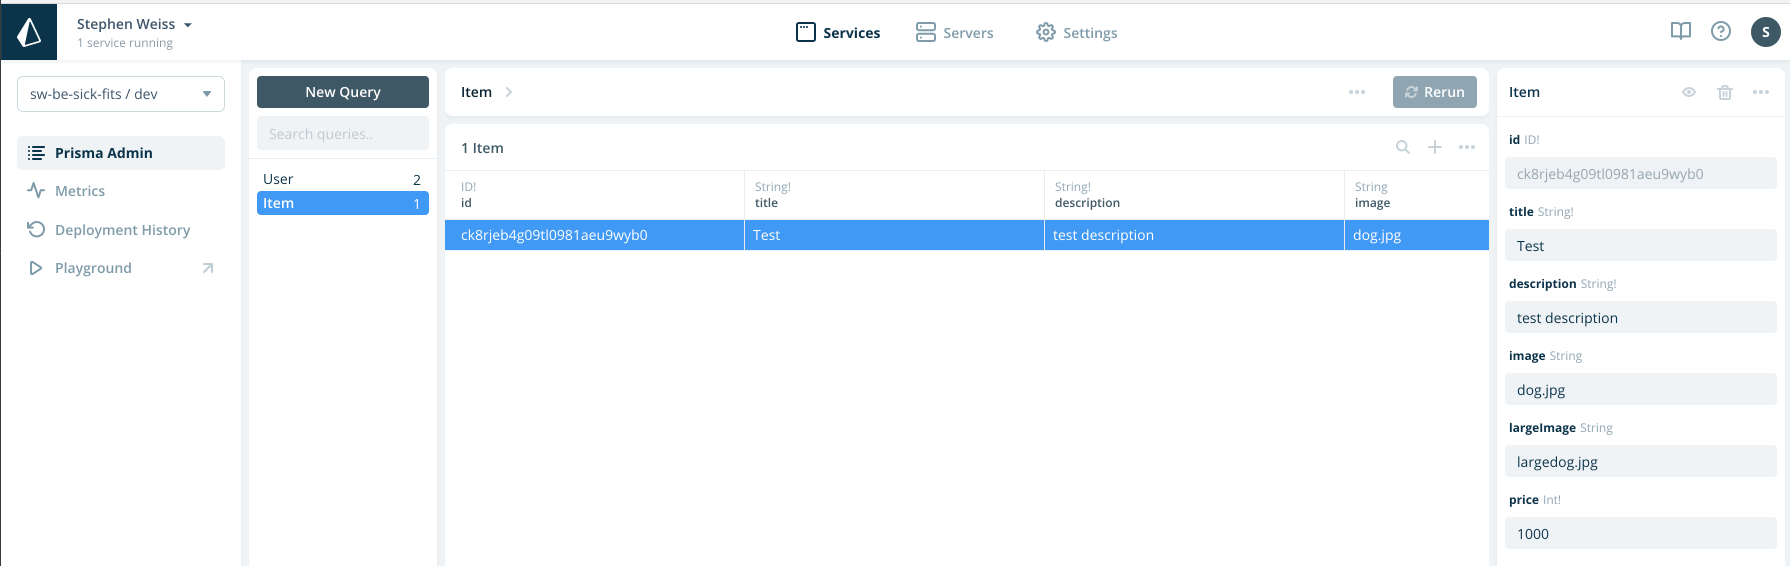 Stephen Weiss
1 service running
Services
Servers
Settings
S
sw-be-sick-fits / dev
Prisma Admin
Metrics
Deployment History
Playground
New Query
Search queries..
User 2
Item 1
Item
Rerun
1 Item
ID! String! String! String
id title description image
ck8rjeb4g09tl0981aeu9wyb0 Test test description dog.jpg
Item
id ID!
ck8rjeb4g09tl0981aeu9wyb0
title String!
Test
description String!
test description
image String
dog.jpg
largeImage String
largedog.jpg
price Int!
1000